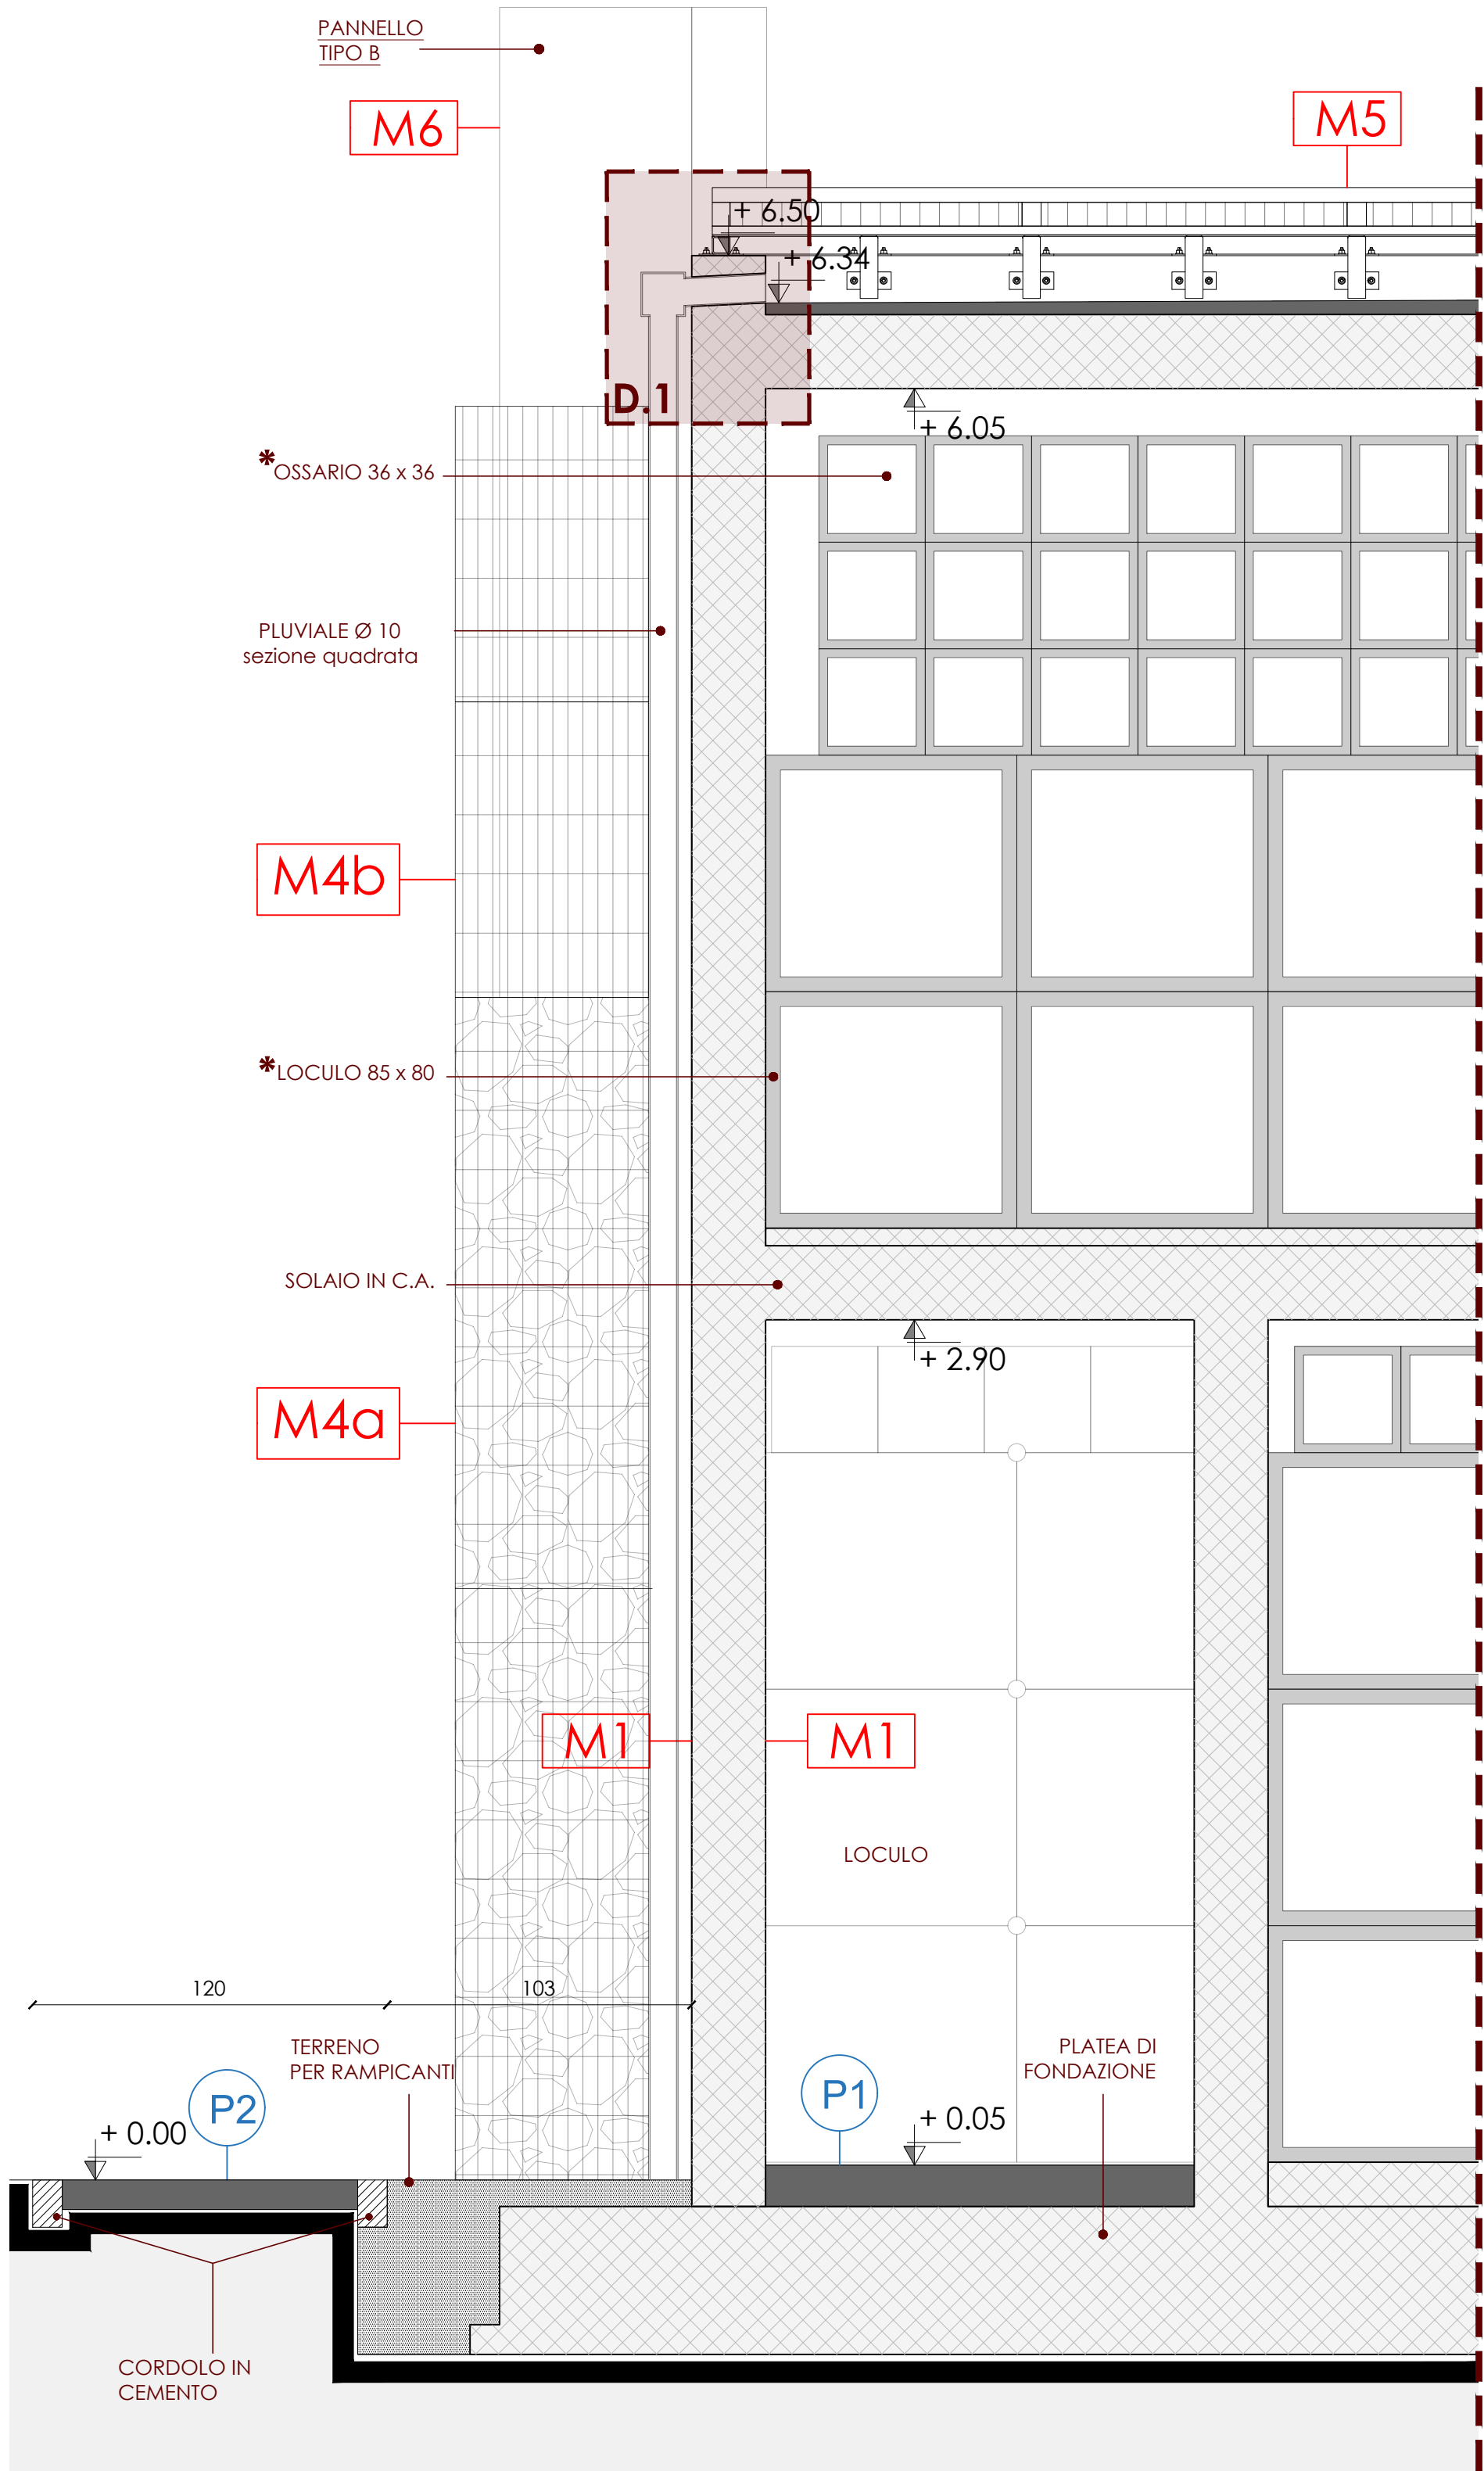 PANNELLO
TIPO B
M6
M5
+ 6.50
+ 6.34
D.1
+ 6.05
*OSSARIO 36 x 36
PLUVIALE Ø 10
sezione quadrata
M4b
*LOCULO 85 x 80
SOLAIO IN C.A.
+ 2.90
M4a
M1
M1
LOCULO
120
103
TERRENO
PER RAMPICANTI
PLATEA DI
FONDAZIONE
P2
P1
+ 0.00
+ 0.05
CORDOLO IN
CEMENTO